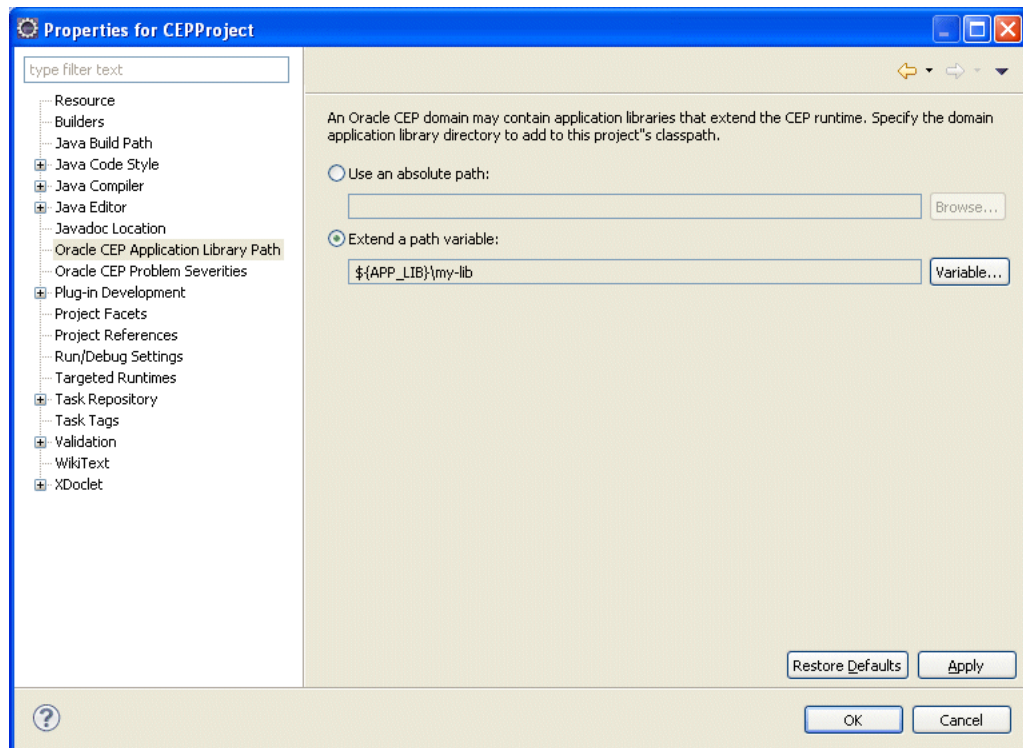 Properties for CEPProject
type filter text
Resource
Builders
Java Build Path
Java Code Style
Java Compiler
Java Editor
Javadoc Location
Oracle CEP Application Library Path
Oracle CEP Problem Severities
Plug-in Development
Project Facets
Project References
Run/Debug Settings
Targeted Runtimes
Task Repository
Task Tags
Validation
WikiText
XDoclet
An Oracle CEP domain may contain application libraries that extend the CEP runtime. Specify the domain
application library directory to add to this project"s classpath.
Use an absolute path:
Browse...
Extend a path variable:
${APP_LIB}\my-lib
Variable...
Restore Defaults
Apply
?
OK
Cancel